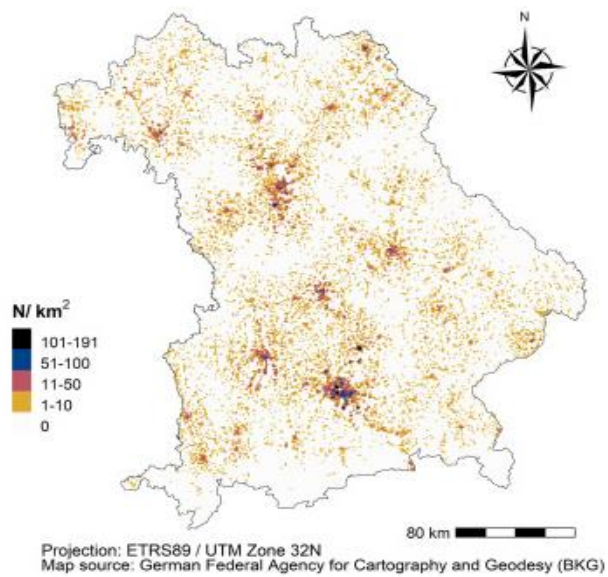 N
N/ km²
101-191
51-100
11-50
1-10
0
80 km
Projection: ETRS89 / UTM Zone 32N
Map source: German Federal Agency for Cartography and Geodesy (BKG)